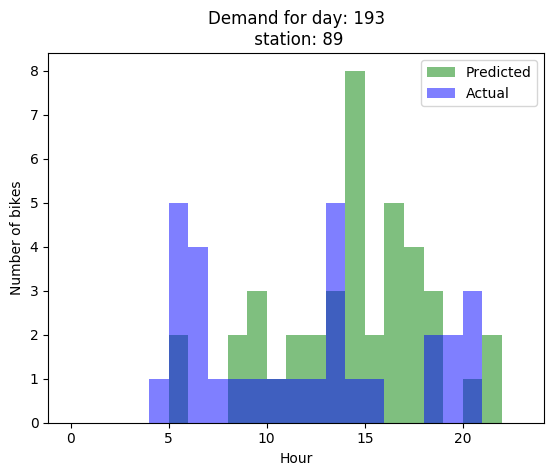 Demand for day: 193
station: 89
Predicted
Actual
Number of bikes
8
7
6
5
4
3
2
1
0
0 5 10 15 20
Hour